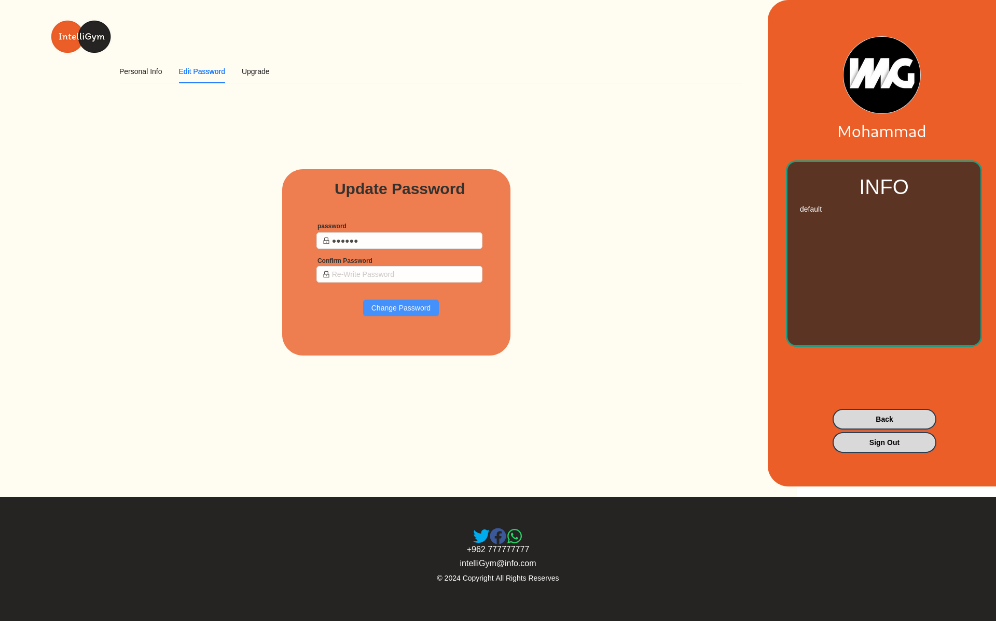 IntelliGym
Personal Info
Edit Password
Upgrade
Update Password
password
●●●●●●
Confirm Password
Re-Write Password
Change Password
MG
Mohammad
INFO
default
Back
Sign Out
+962 777777777
intelliGym@info.com
© 2024 Copyright All Rights Reserves